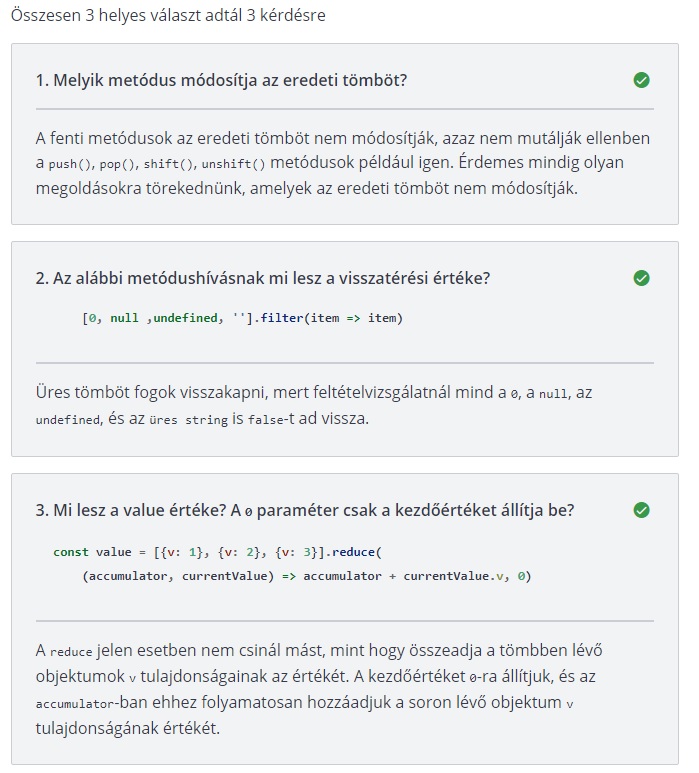 Összesen 3 helyes választ adtál 3 kérdésre
1. Melyik metódus módosítja az eredeti tömböt?
A fenti metódusok az eredeti tömböt nem módosítják, azaz nem mutálják ellenben
a push(), pop(), shift(), unshift() metódusok például igen. Érdemes mindig olyan
megoldásokra törekednünk, amelyek az eredeti tömböt nem módosítják.
2. Az alábbi metódushívásnak mi lesz a visszatérési értéke?
[0, null ,undefined, ''].filter(item => item)
Üres tömböt fogok visszakapni, mert feltételvizsgálatnál mind a 0, a null, az
undefined, és az üres string is false-t ad vissza.
3. Mi lesz a value értéke? A 0 paraméter csak a kezdőértéket állítja be?
const value = [{v: 1}, {v: 2}, {v: 3}].reduce(
(accumulator, currentValue) => accumulator + currentValue.v, 0)
A reduce jelen esetben nem csinál mást, mint hogy összeadja a tömbben lévő
objektumok v tulajdonságainak az értékét. A kezdőértéket 0-ra állítjuk, és az
accumulator-ban ehhez folyamatosan hozzáadjuk a soron lévő objektum v
tulajdonságának értékét.